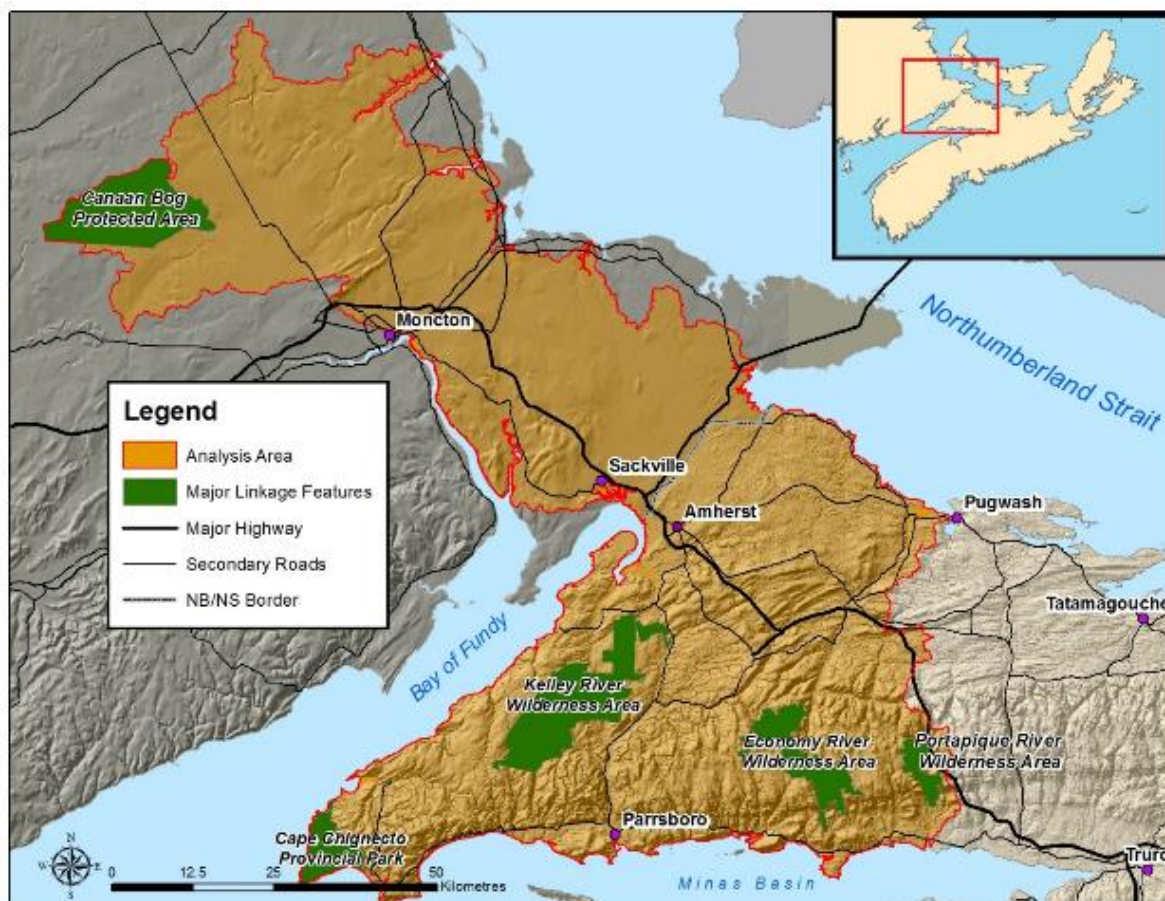 Canaan Bog
Protected Area
Moncton
Northumberland Strait
Legend
Analysis Area
Major Linkage Features
Major Highway
Secondary Roads
NB/NS Border
Sackville
Amherst
Pugwash
Tatamagouche
Bay of Fundy
Kelley River
Wilderness Area
Economy River
Wilderness Area
Portapique River
Wilderness Area
Parrsboro
Cape Chignecto
Provincial Park
Truro
N
W
E
S
0 12.5 25 50
Kilometres
Minas Basin